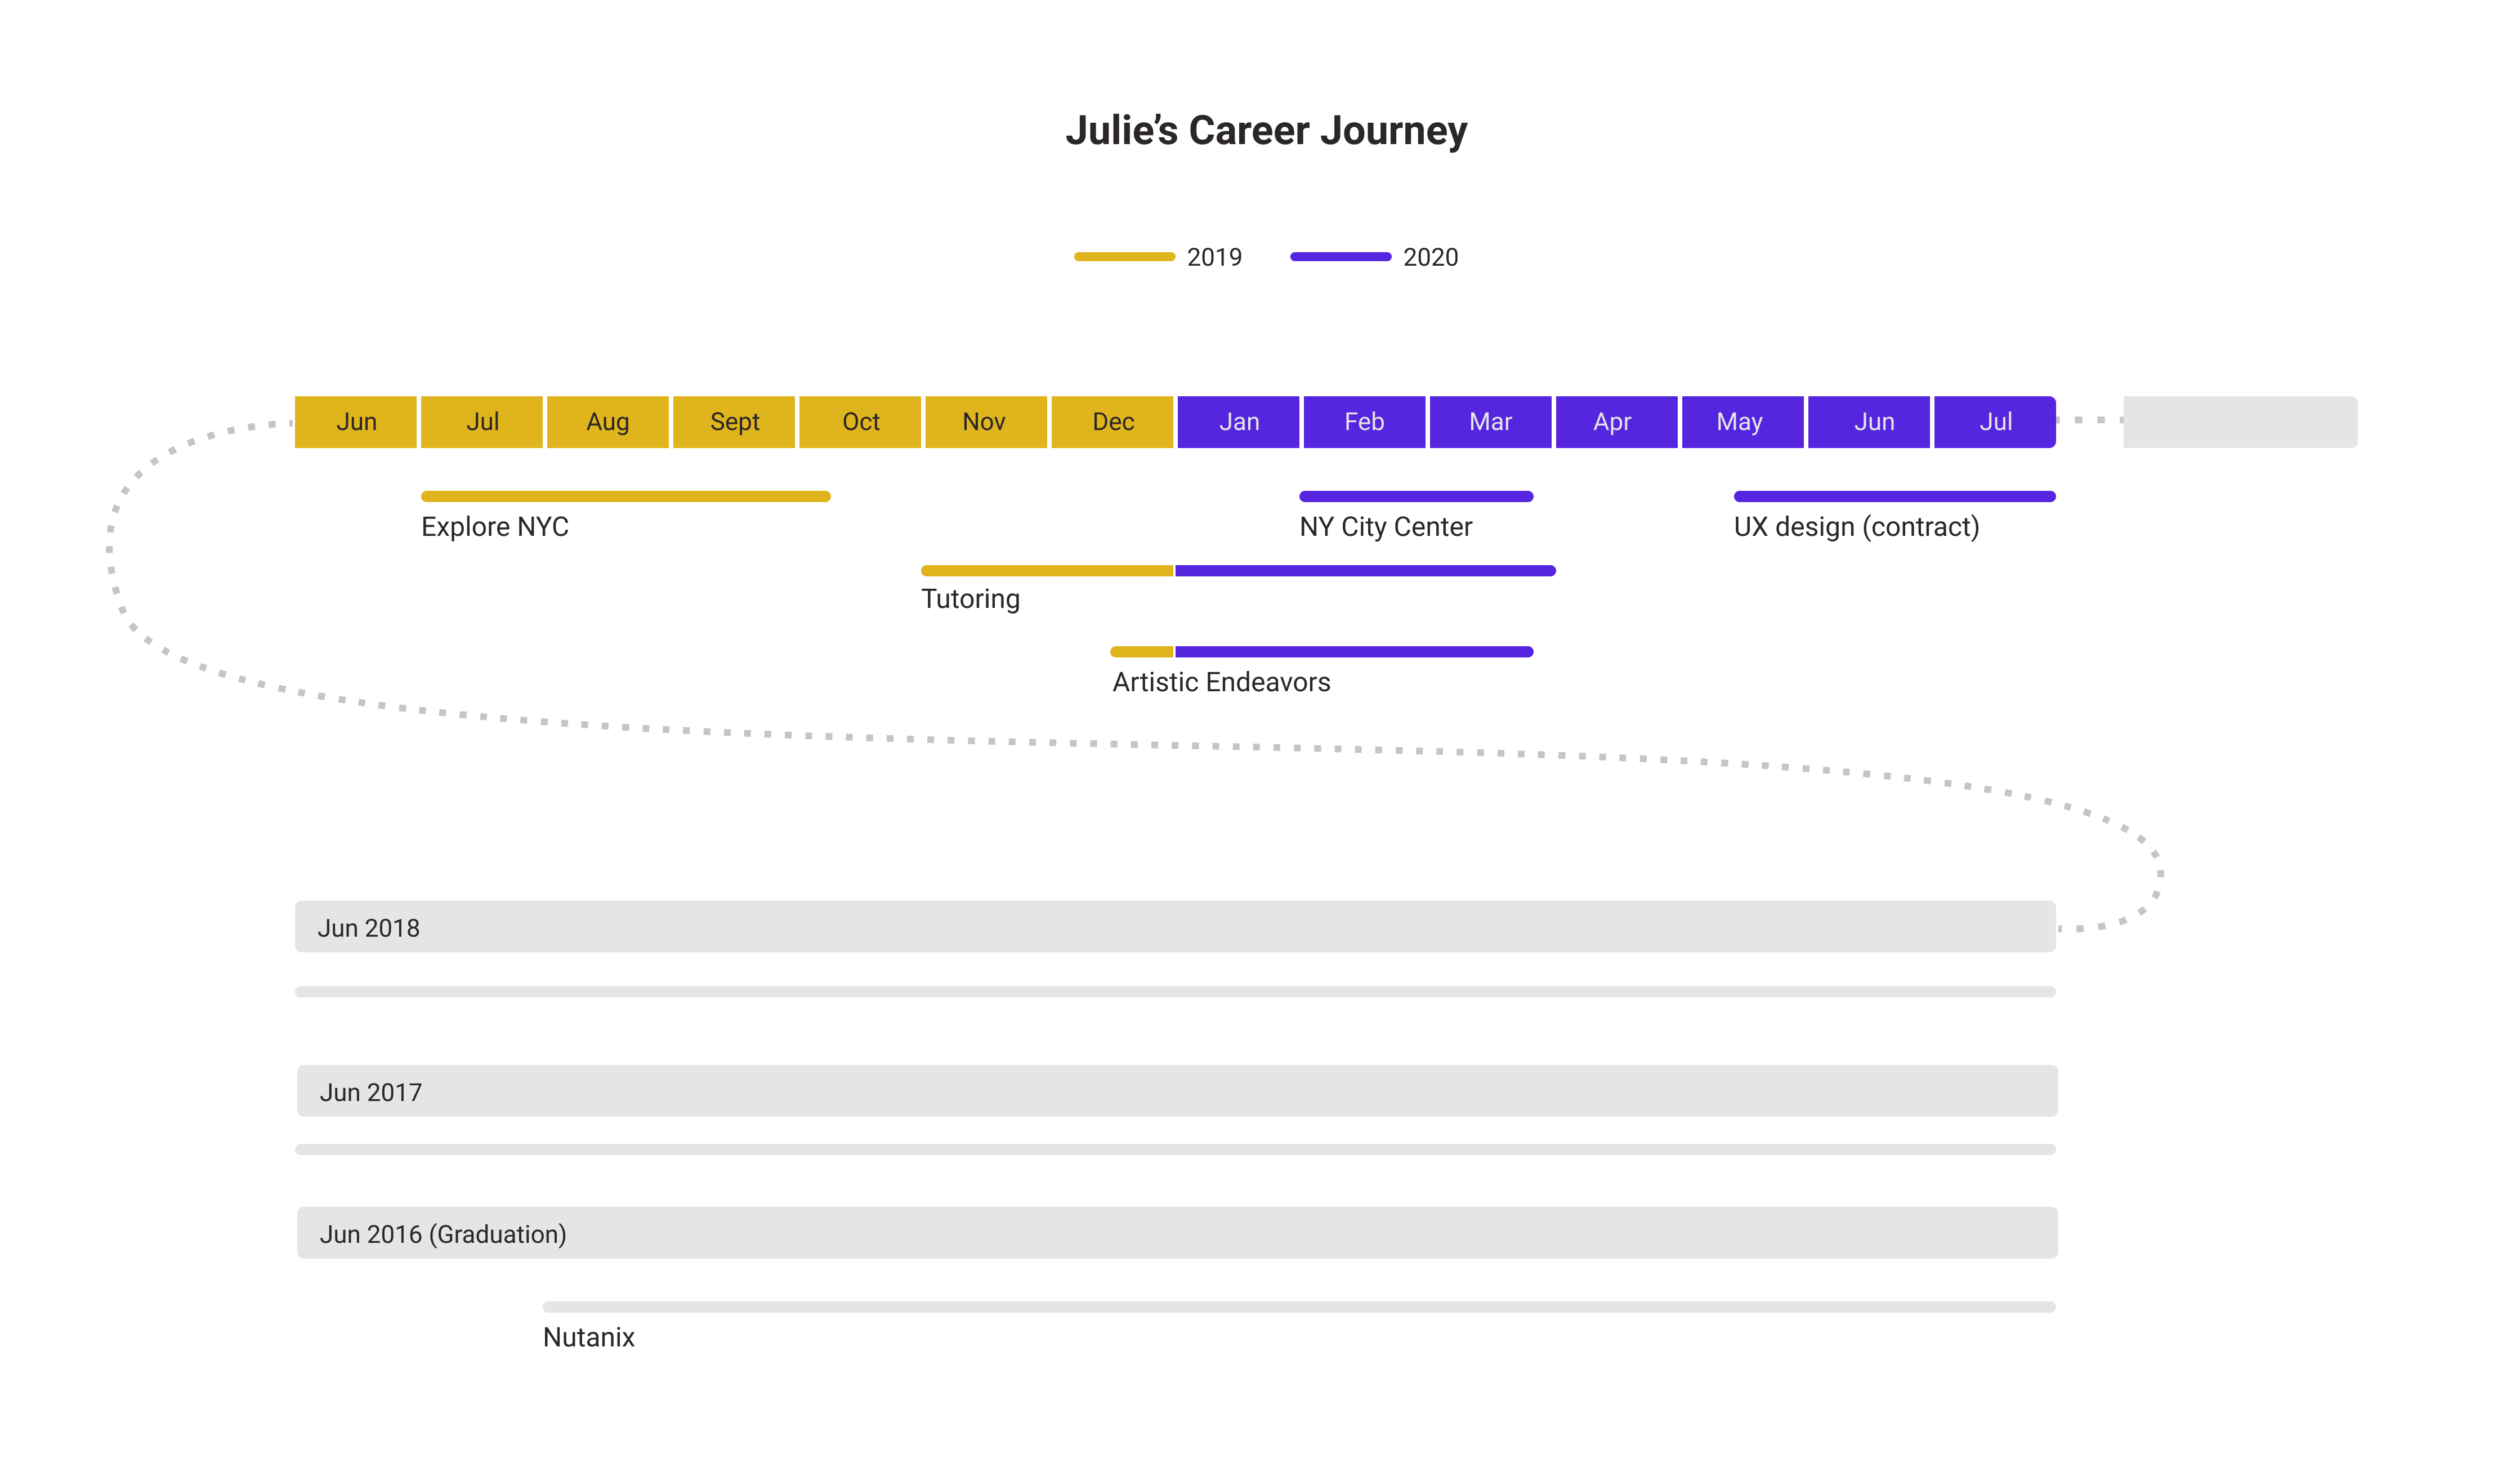 Julie’s Career Journey
2019 2020
Jun Jul Aug Sept Oct Nov Dec Jan Feb Mar Apr May Jun Jul
Explore NYC NY City Center UX design (contract)
Tutoring
Artistic Endeavors
Jun 2018
Jun 2017
Jun 2016 (Graduation)
Nutanix